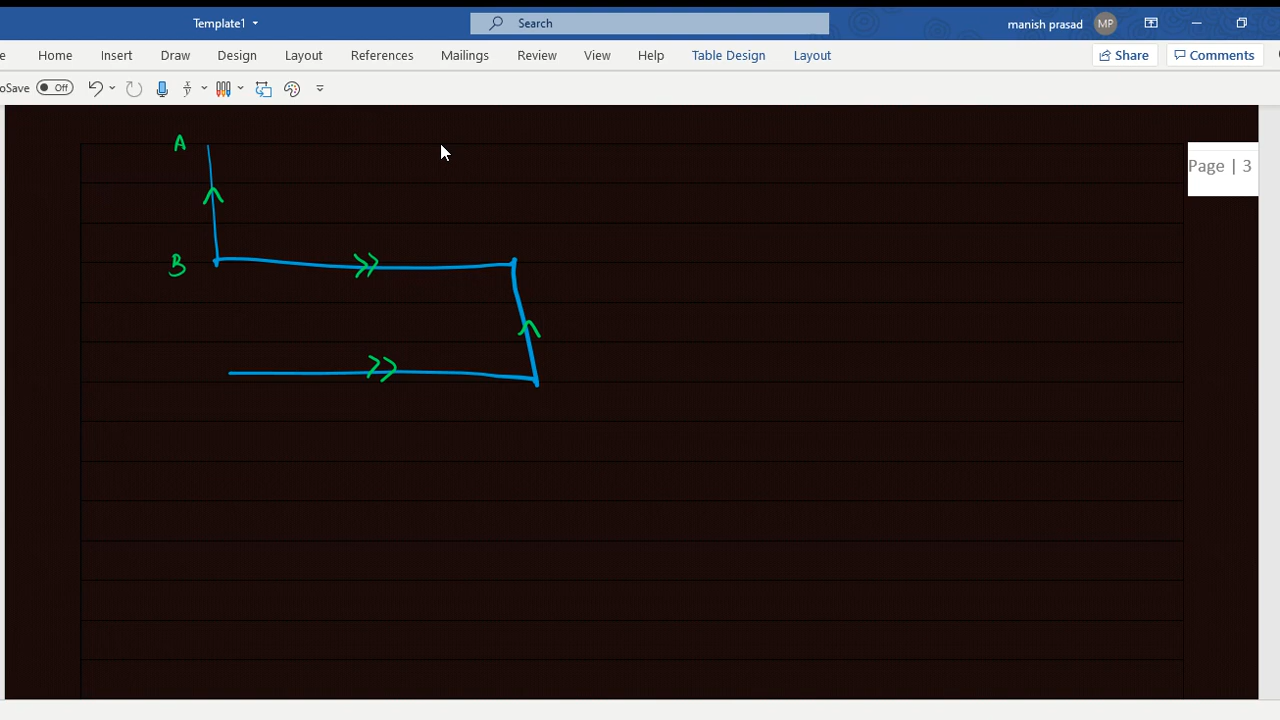 Template1
Search
manish prasad MP
Home Insert Draw Design Layout References Mailings Review View Help Table Design Layout Share Comments
oSave Off
Page | 3
A
B